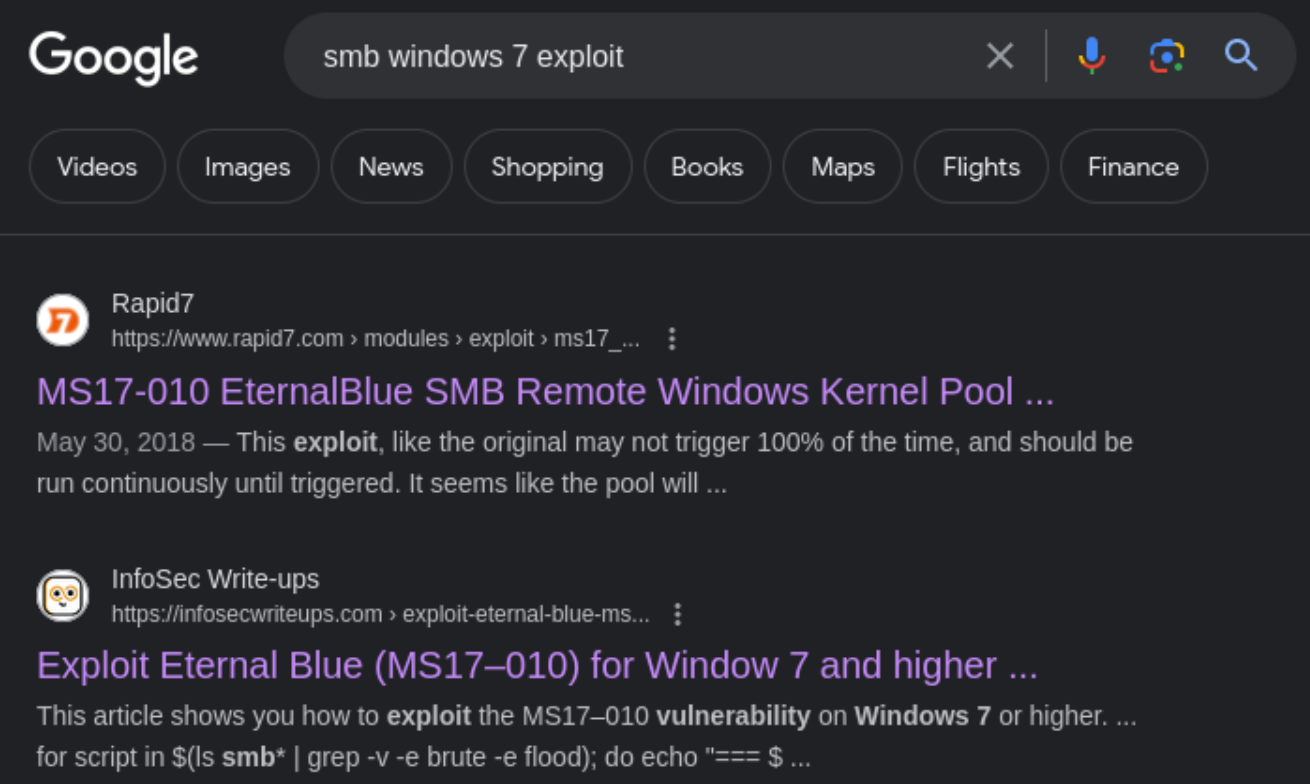 Google
smb windows 7 exploit
Videos Images News Shopping Books Maps Flights Finance
Rapid7
https://www.rapid7.com › modules › exploit › ms17_...
MS17-010 EternalBlue SMB Remote Windows Kernel Pool ...
May 30, 2018 — This exploit, like the original may not trigger 100% of the time, and should be
run continuously until triggered. It seems like the pool will ...
InfoSec Write-ups
https://infosecwriteups.com › exploit-eternal-blue-ms...
Exploit Eternal Blue (MS17–010) for Window 7 and higher ...
This article shows you how to exploit the MS17–010 vulnerability on Windows 7 or higher. ...
for script in $(ls smb* | grep -v -e brute -e flood); do echo "=== $ ...